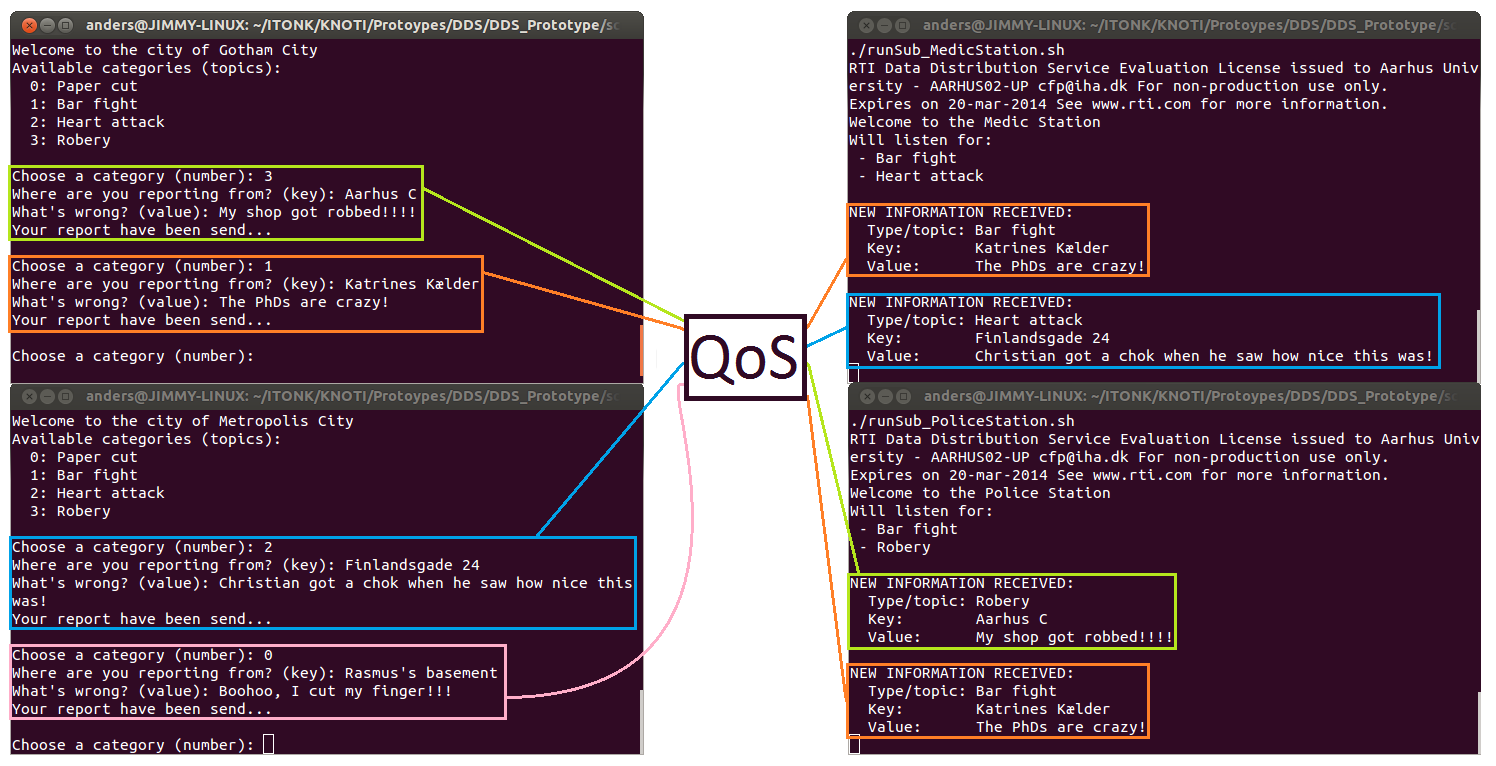 anders@JIMMY-LINUX: ~/ITONK/KNOTI/Protoypes/DDS/DDS_Prototype/sc
Welcome to the city of Gotham City
Available categories (topics):
0: Paper cut
1: Bar fight
2: Heart attack
3: Robery
Choose a category (number): 3
Where are you reporting from? (key): Aarhus C
What's wrong? (value): My shop got robbed!!!!
Your report have been send...
Choose a category (number): 1
Where are you reporting from? (key): Katrines Kælder
What's wrong? (value): The PhDs are crazy!
Your report have been send...
Choose a category (number):
anders@JIMMY-LINUX: ~/ITONK/KNOTI/Protoypes/DDS/DDS_Prototype/sc
Welcome to the city of Metropolis City
Available categories (topics):
0: Paper cut
1: Bar fight
2: Heart attack
3: Robery
Choose a category (number): 2
Where are you reporting from? (key): Finlandsgade 24
What's wrong? (value): Christian got a chok when he saw how nice this
was!
Your report have been send...
Choose a category (number): 0
Where are you reporting from? (key): Rasmus's basement
What's wrong? (value): Boohoo, I cut my finger!!!
Your report have been send...
Choose a category (number):
QoS
anders@JIMMY-LINUX: ~/ITONK/KNOTI/Protoypes/DDS/DDS_Prototype/sc
./runSub_MedicStation.sh
RTI Data Distribution Service Evaluation License issued to Aarhus Univ
ersity - AARHUS02-UP cfp@iha.dk For non-production use only.
Expires on 20-mar-2014 See www.rti.com for more information.
Welcome to the Medic Station
Will listen for:
- Bar fight
- Heart attack
NEW INFORMATION RECEIVED:
Type/topic: Bar fight
Key: Katrines Kælder
Value: The PhDs are crazy!
NEW INFORMATION RECEIVED:
Type/topic: Heart attack
Key: Finlandsgade 24
Value: Christian got a chok when he saw how nice this was!
anders@JIMMY-LINUX: ~/ITONK/KNOTI/Protoypes/DDS/DDS_Prototype/sc
./runSub_PoliceStation.sh
RTI Data Distribution Service Evaluation License issued to Aarhus Univ
ersity - AARHUS02-UP cfp@iha.dk For non-production use only.
Expires on 20-mar-2014 See www.rti.com for more information.
Welcome to the Police Station
Will listen for:
- Bar fight
- Robery
NEW INFORMATION RECEIVED:
Type/topic: Robery
Key: Aarhus C
Value: My shop got robbed!!!!
NEW INFORMATION RECEIVED:
Type/topic: Bar fight
Key: Katrines Kælder
Value: The PhDs are crazy!